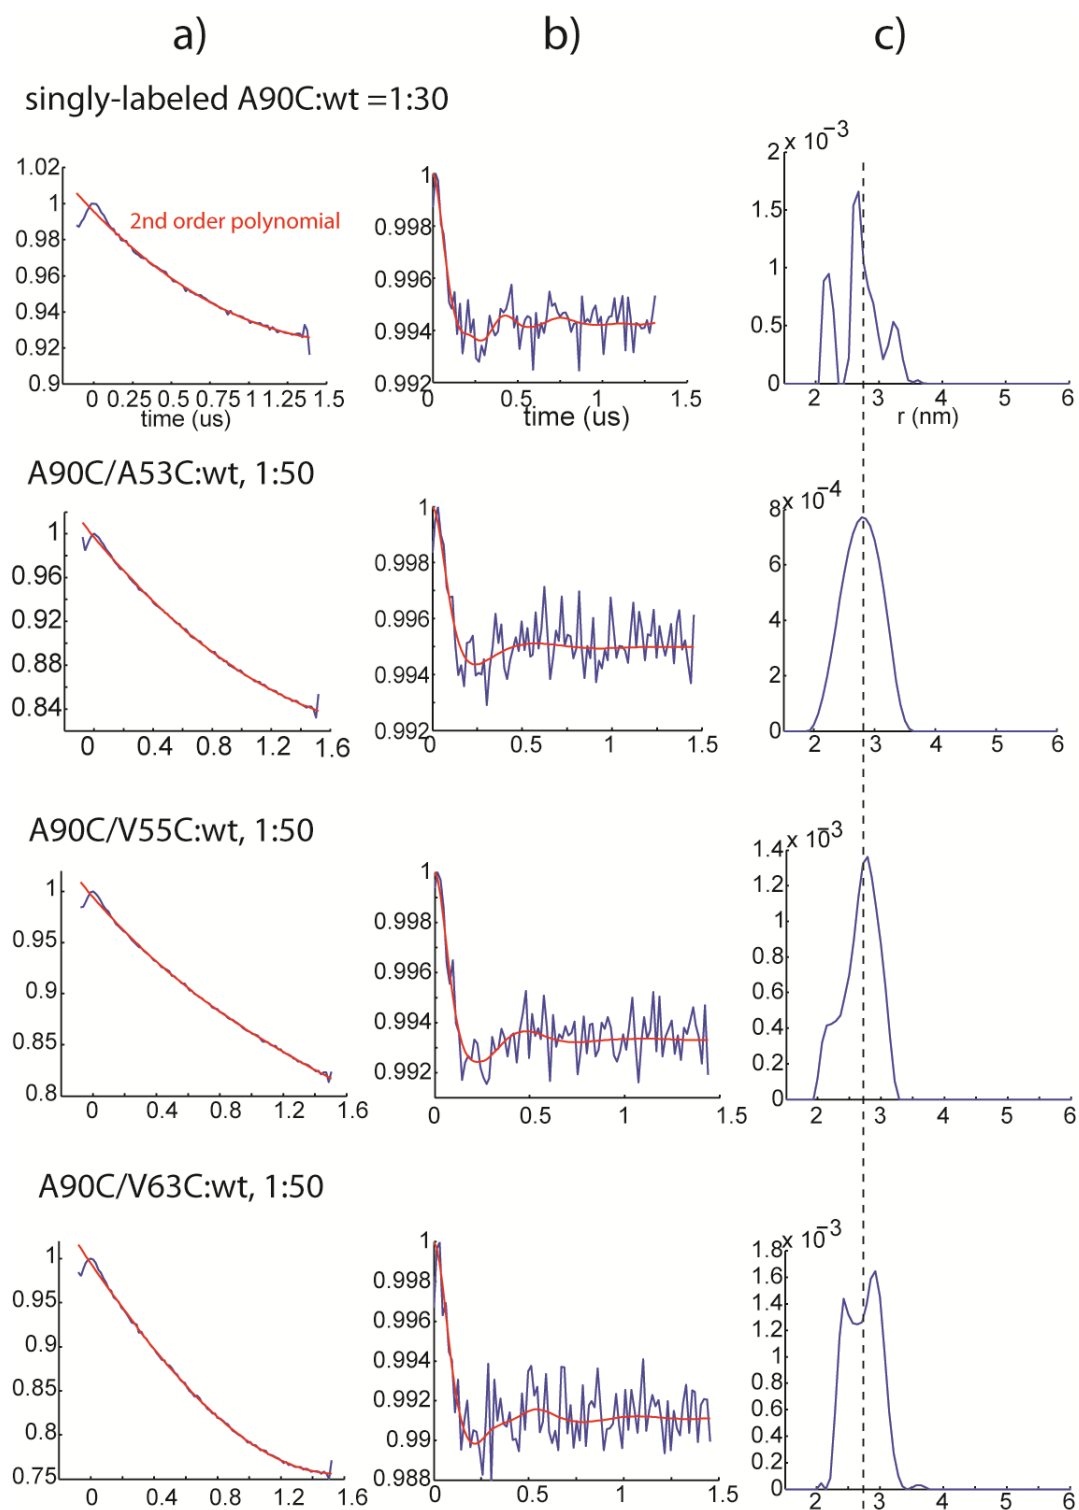 a) b) c)
singly-labeled A90C:wt =1:30
1.02
1
0.98
0.96
0.94
0.92
0.9
2nd order polynomial
0 0.25 0.5 0.75 1 1.25 1.5
time (us)
1
0.998
0.996
0.994
0.992
0 0.5 1 1.5
time (us)
x 10−3
2
1.5
1
0.5
0
2 3 4 5 6
r (nm)
A90C/A53C:wt, 1:50
1
0.96
0.92
0.88
0.84
0 0.4 0.8 1.2 1.6
1
0.998
0.996
0.994
0.992
0 0.5 1 1.5
8 x 10−4
6
4
2
0
2 3 4 5 6
A90C/V55C:wt, 1:50
1
0.95
0.9
0.85
0.8
0 0.4 0.8 1.2 1.6
1
0.998
0.996
0.994
0.992
0 0.5 1 1.5
1.4 x 10−3
1.2
1
0.8
0.6
0.4
0.2
0
2 3 4 5 6
A90C/V63C:wt, 1:50
1
0.95
0.9
0.85
0.8
0.75
0 0.4 0.8 1.2 1.6
1
0.998
0.996
0.994
0.992
0.99
0.988
0 0.5 1 1.5
1.8 x 10−3
1.6
1.4
1.2
1
0.8
0.6
0.4
0.2
0
2 3 4 5 6